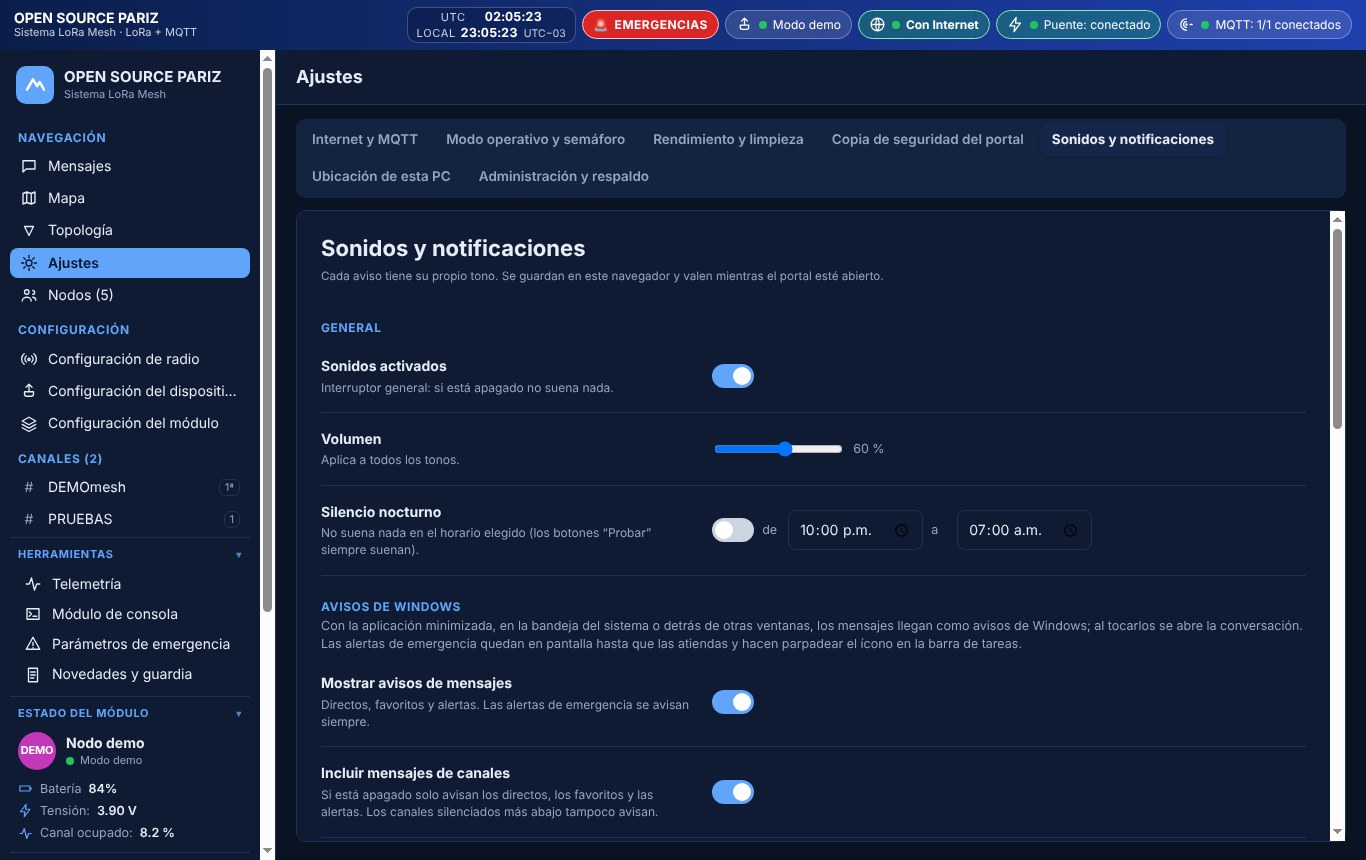 OPEN SOURCE PARIZ
Sistema LoRa Mesh · LoRa + MQTT
UTC 02:05:23
LOCAL 23:05:23 UTC−03
EMERGENCIAS
Modo demo
Con Internet
Puente: conectado
MQTT: 1/1 conectados
OPEN SOURCE PARIZ
Sistema LoRa Mesh
NAVEGACIÓN
Mensajes
Mapa
Topología
Ajustes
Nodos (5)
CONFIGURACIÓN
Configuración de radio
Configuración del dispositi...
Configuración del módulo
CANALES (2)
# DEMOmesh 1ª
# PRUEBAS 1
HERRAMIENTAS
Telemetría
Módulo de consola
Parámetros de emergencia
Novedades y guardia
ESTADO DEL MÓDULO
DEMO
Nodo demo
Modo demo
Batería 84%
Tensión: 3.90 V
Canal ocupado: 8.2 %
Ajustes
Internet y MQTT
Modo operativo y semáforo
Rendimiento y limpieza
Copia de seguridad del portal
Sonidos y notificaciones
Ubicación de esta PC
Administración y respaldo
Sonidos y notificaciones
Cada aviso tiene su propio tono. Se guardan en este navegador y valen mientras el portal esté abierto.
GENERAL
Sonidos activados
Interruptor general: si está apagado no suena nada.
Volumen
Aplica a todos los tonos.
60 %
Silencio nocturno
No suena nada en el horario elegido (los botones “Probar”
siempre suenan).
de 10:00 p.m. a 07:00 a.m.
AVISOS DE WINDOWS
Con la aplicación minimizada, en la bandeja del sistema o detrás de otras ventanas, los mensajes llegan como avisos de Windows; al tocarlos se abre la conversación.
Las alertas de emergencia quedan en pantalla hasta que las atiendas y hacen parpadear el ícono en la barra de tareas.
Mostrar avisos de mensajes
Directos, favoritos y alertas. Las alertas de emergencia se avisan
siempre.
Incluir mensajes de canales
Si está apagado solo avisan los directos, los favoritos y las
alertas. Los canales silenciados más abajo tampoco avisan.